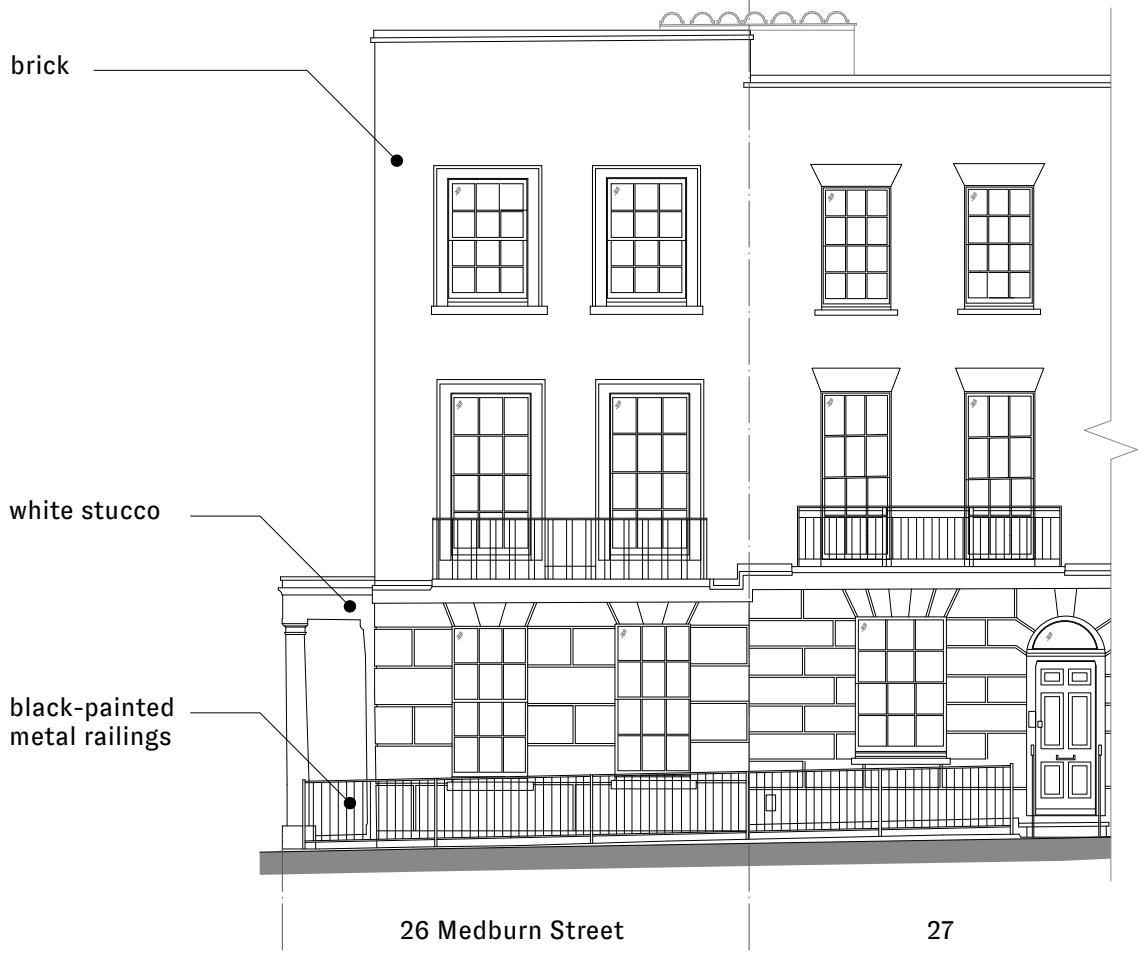 brick
white stucco
black-painted
metal railings
26 Medburn Street
27